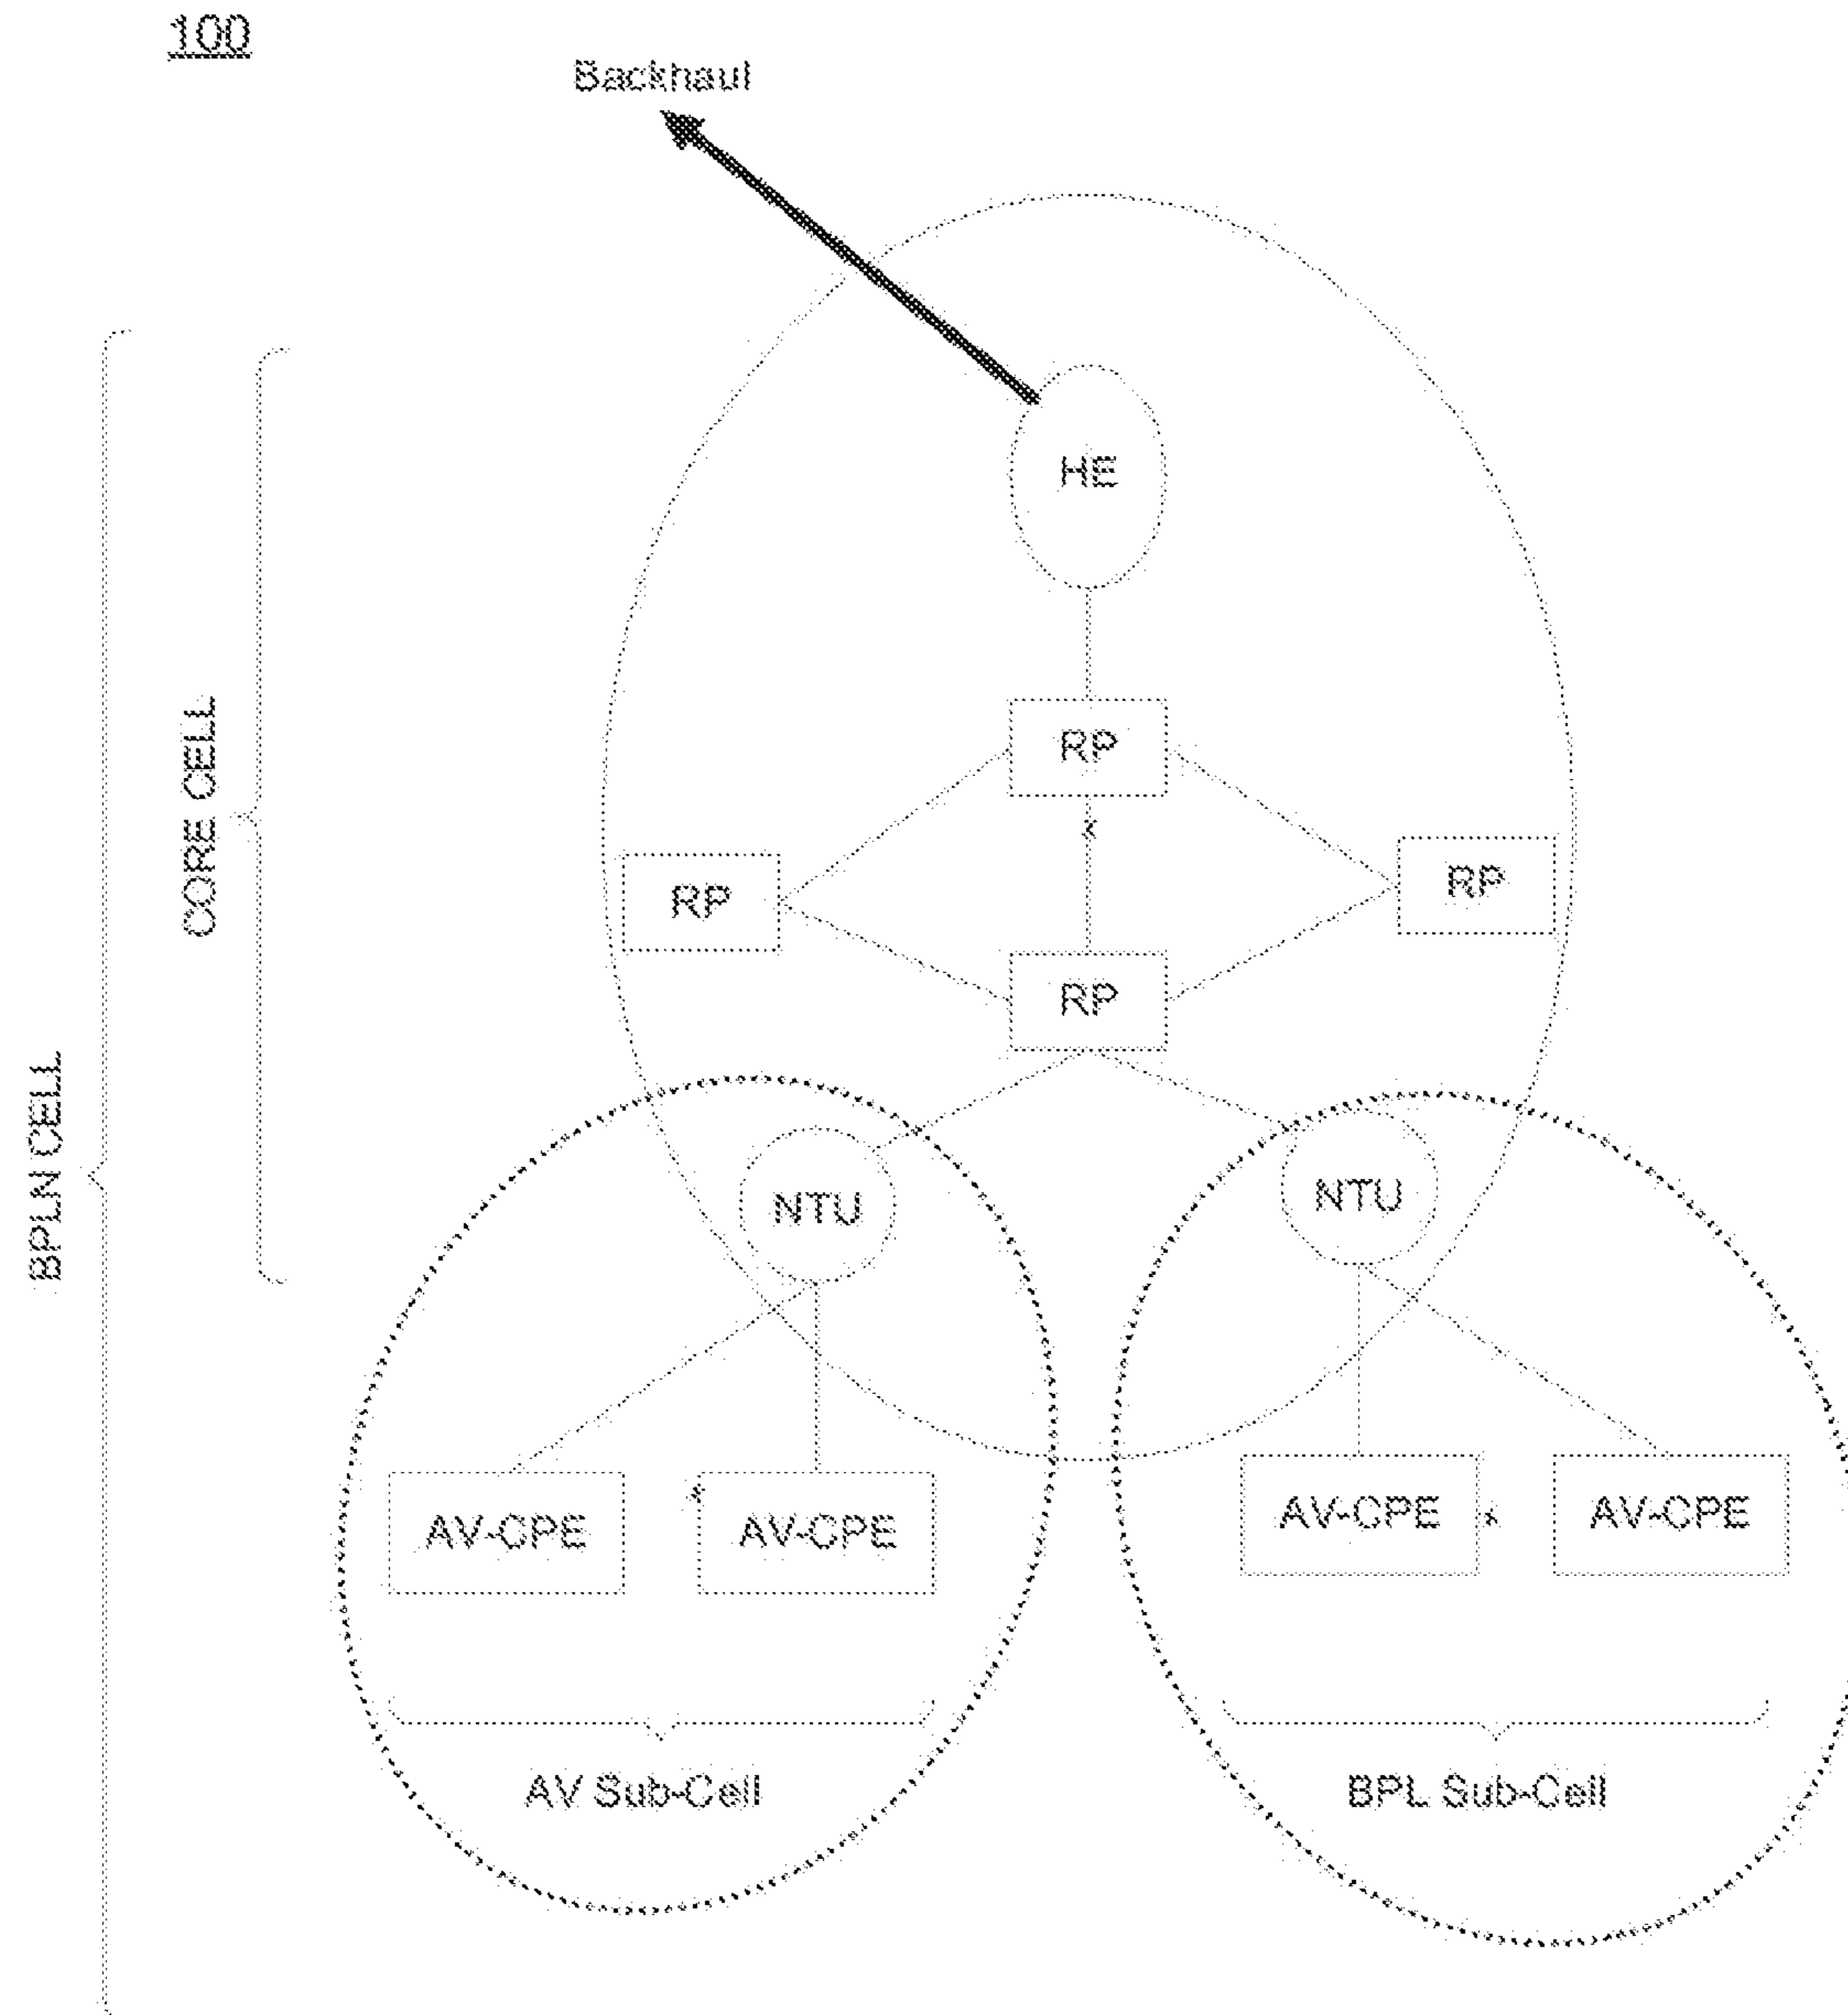 100
Backhaul
HE
RP
RP
RP
RP
CORE CELL
BPLN CELL
NTU
NTU
AV-CPE
AV-CPE
AV-CPE
AV-CPE
AV Sub-Cell
BPL Sub-Cell